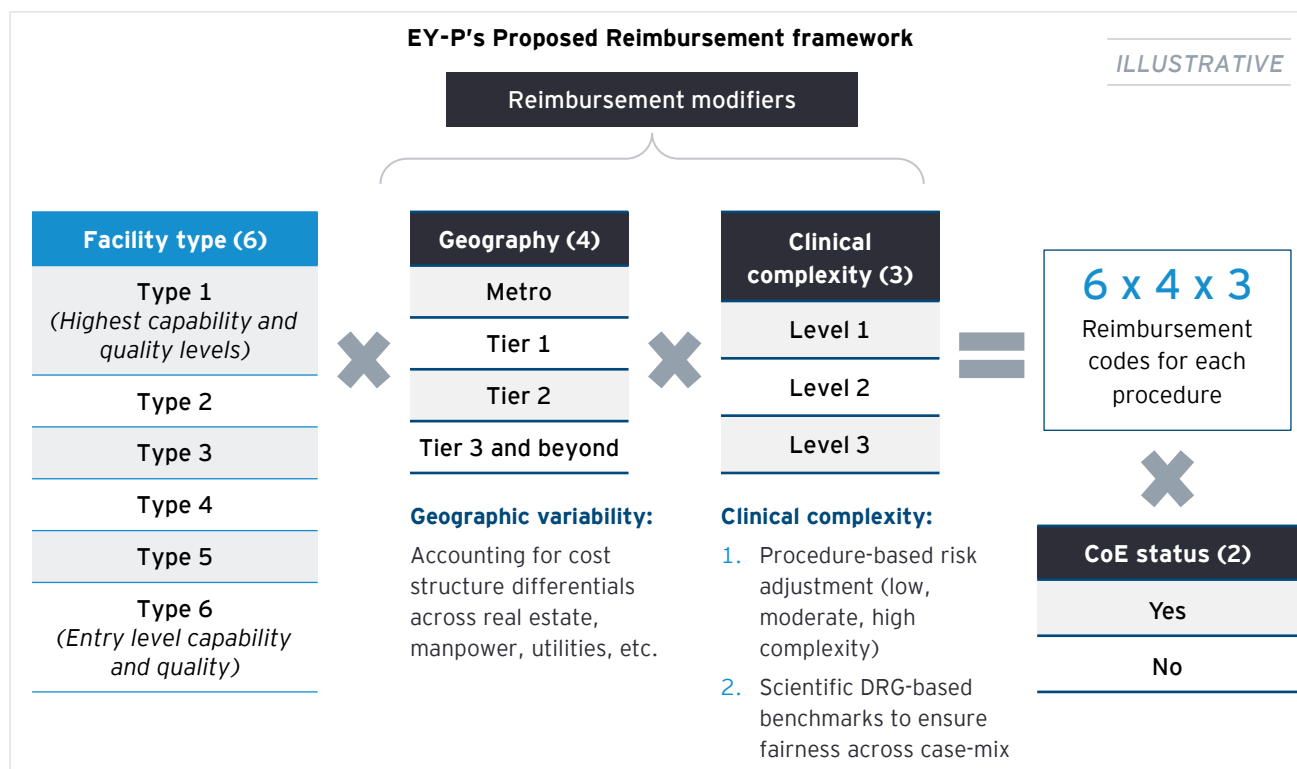 EY-P's Proposed Reimbursement framework
ILLUSTRATIVE
Reimbursement modifiers
Facility type (6)
Type 1
(Highest capability and
quality levels)
Type 2
Type 3
Type 4
Type 5
Type 6
(Entry level capability
and quality)
Geography (4)
Metro
Tier 1
Tier 2
Tier 3 and beyond
Geographic variability:
Accounting for cost
structure differentials
across real estate,
manpower, utilities, etc.
Clinical
complexity (3)
Level 1
Level 2
Level 3
Clinical complexity:
1. Procedure-based risk
adjustment (low,
moderate, high
complexity)
2. Scientific DRG-based
benchmarks to ensure
fairness across case-mix
6 x 4 x 3
Reimbursement
codes for each
procedure
CoE status (2)
Yes
No